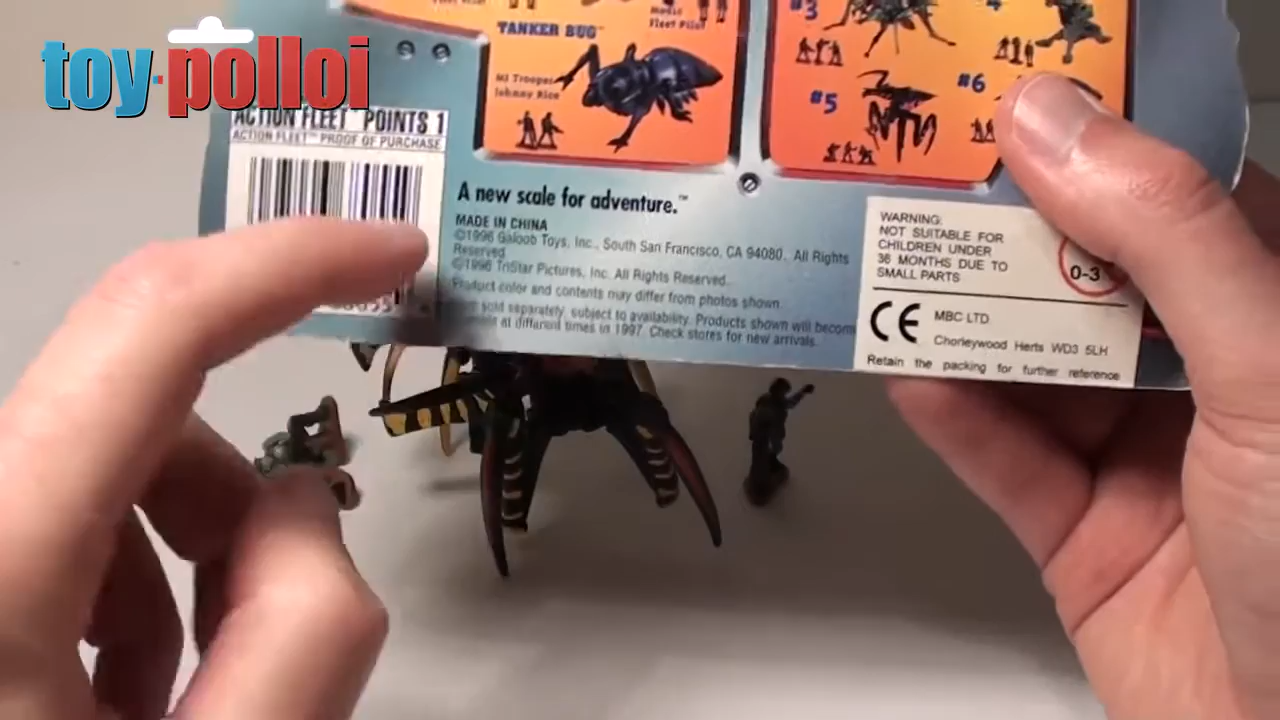 toy·polloi
Fleet Pilot
#3
4
TANKER BUG™
MI Trooper
Johnny Rico
#5
#6
ACTION FLEET™ POINTS 1
ACTION FLEET™ PROOF OF PURCHASE
A new scale for adventure.™
MADE IN CHINA
©1996 Galoob Toys, Inc., South San Francisco, CA 94080. All Rights
Reserved.
©1996 TriStar Pictures, Inc. All Rights Reserved.
Product color and contents may differ from photos shown.
sold separately, subject to availability. Products shown will become
at different times in 1997. Check stores for new arrivals.
WARNING:
NOT SUITABLE FOR
CHILDREN UNDER
36 MONTHS DUE TO
SMALL PARTS
0-3
CE
MBC LTD
Chorleywood Herts WD3 5LH
Retain the packing for further reference